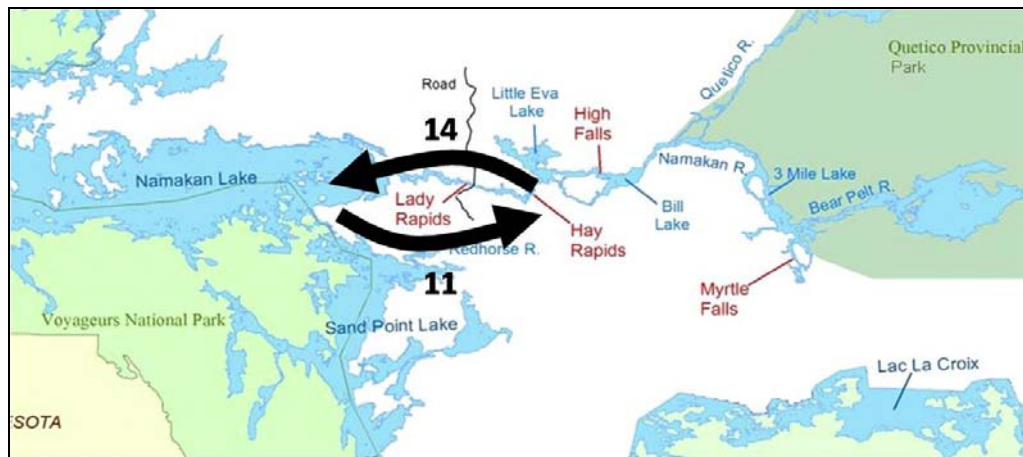 Quetico Provincial
Park
Quetico R.
Road
Little Eva
Lake
High
Falls
14
Namakan R.
3 Mile Lake
Namakan Lake
Bear Pelt R.
Lady
Rapids
Bill
Lake
Hay
Rapids
Redhorse R.
11
Myrtle
Falls
Voyageurs National Park
Sand Point Lake
Lac La Croix
ESOTA